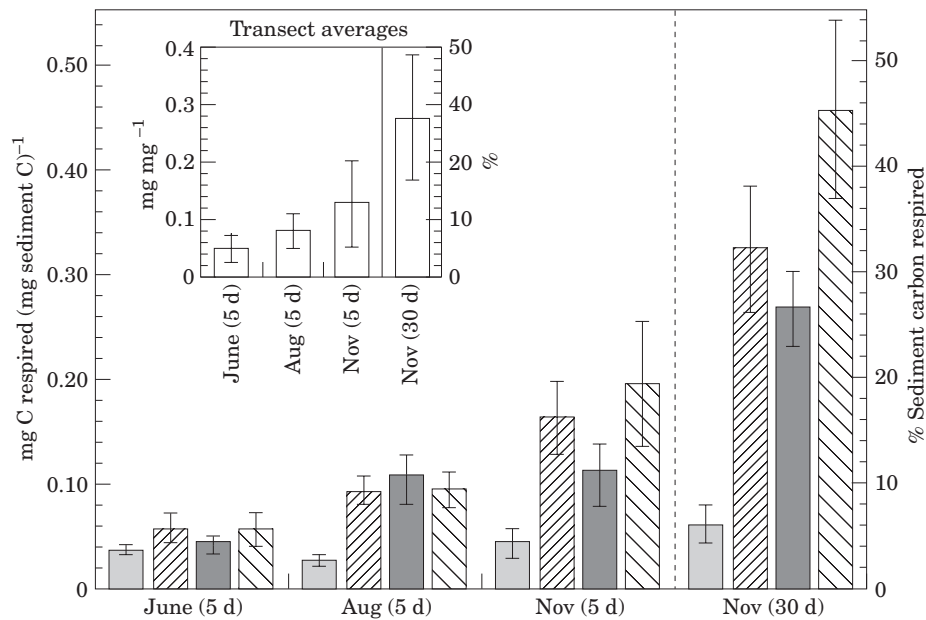 Transect averages
0.4
0.3
0.2
0.1
0
mg mg⁻¹
50
40
20
10
0
%
June (5 d)
Aug (5 d)
Nov (5 d)
Nov (30 d)
0.50
0.40
0.30
0.20
0.10
0
mg C respired (mg sediment C)⁻¹
50
40
30
20
10
0
% Sediment carbon respired
June (5 d)
Aug (5 d)
Nov (5 d)
Nov (30 d)